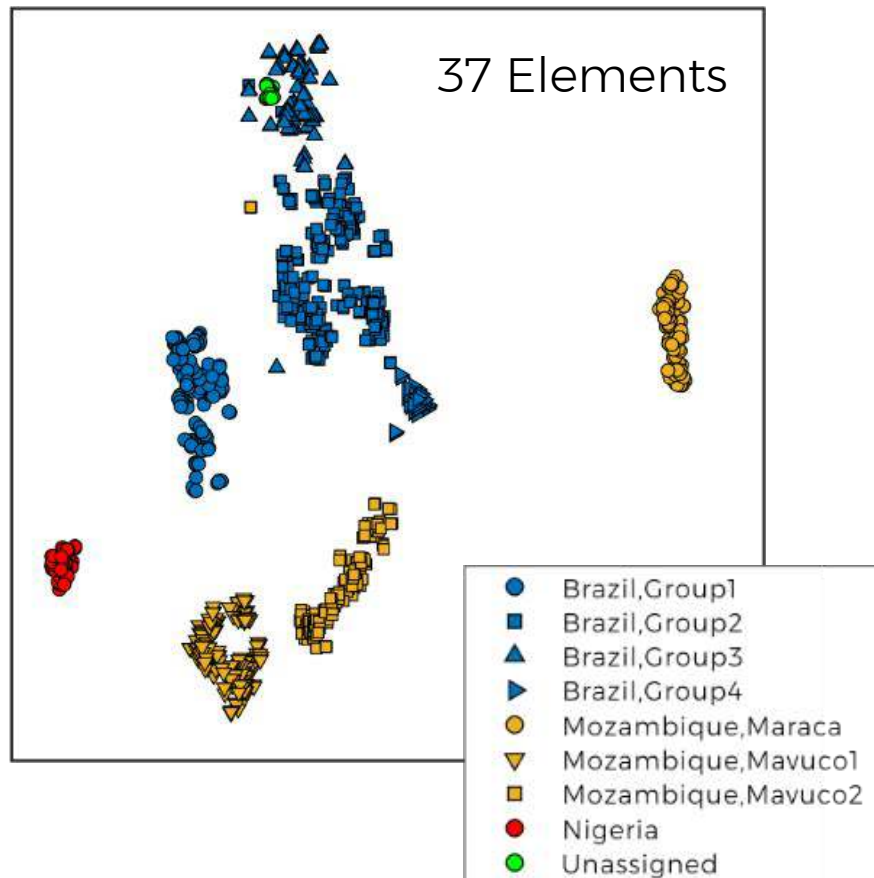 37 Elements
Brazil,Group1
Brazil,Group2
Brazil,Group3
Brazil,Group4
Mozambique,Maraca
Mozambique,Mavuco1
Mozambique,Mavuco2
Nigeria
Unassigned